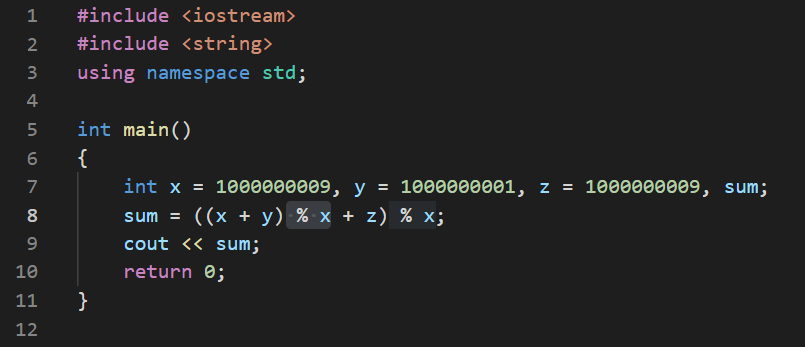 1 #include <iostream>
2 #include <string>
3 using namespace std;
4
5 int main()
6 {
7     int x = 1000000009, y = 1000000001, z = 1000000009, sum;
8     sum = ((x + y) % x + z) % x;
9     cout << sum;
10     return 0;
11 }
12